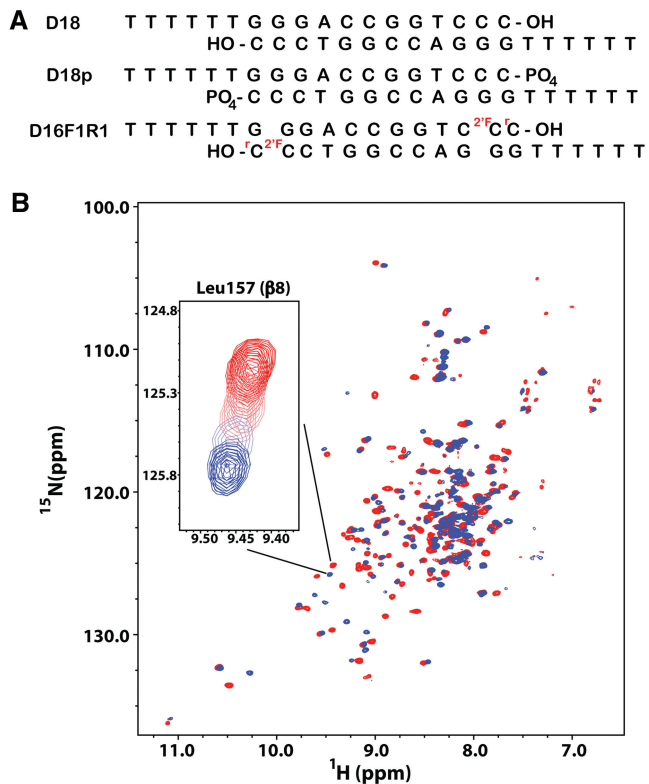 A
D18 T T T T T T G G G A C C G G T C C C - OH
HO - C C C T G G C C A G G G T T T T T T
D18p T T T T T T G G G A C C G G T C C C - PO4
PO4 - C C C T G G C C A G G G T T T T T T
D16F1R1 T T T T T T G G G A C C G G T C 2'F C r C - OH
HO - r C 2'F C C T G G C C A G G G T T T T T T
B
100.0
110.0
120.0
130.0
15N(ppm)
Leu157 (β8)
124.8
125.3
125.8
9.50 9.45 9.40
11.0 10.0 9.0 8.0 7.0
1H (ppm)